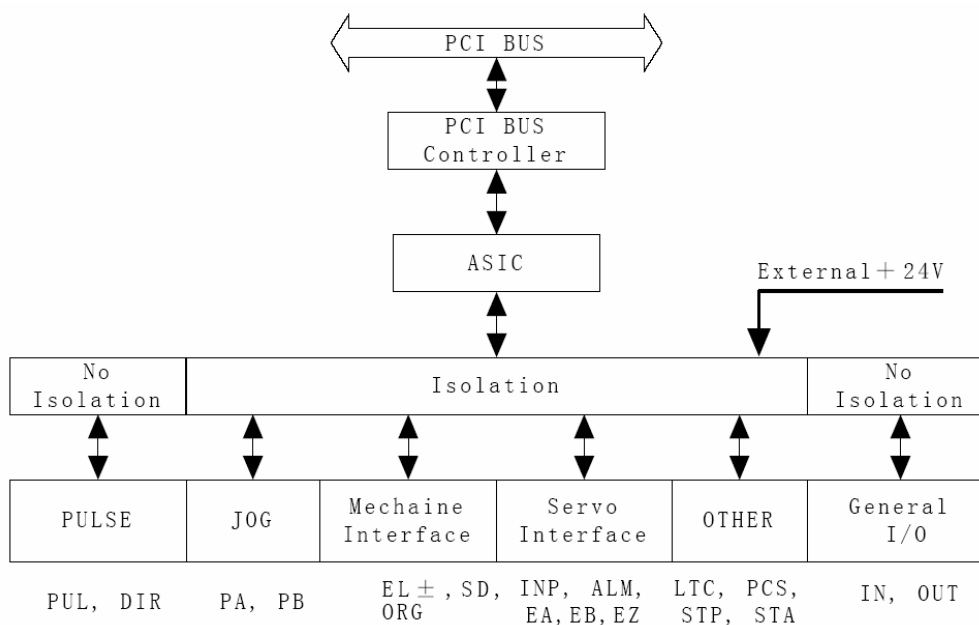 PCI BUS
PCI BUS
Controller
ASIC
External+24V
No
Isolation
Isolation
No
Isolation
PULSE
JOG
Mechaine
Interface
Servo
Interface
OTHER
General
I/O
PUL, DIR
PA, PB
EL±,SD,
ORG
INP, ALM,
EA,EB,EZ
LTC, PCS,
STP, STA
IN, OUT